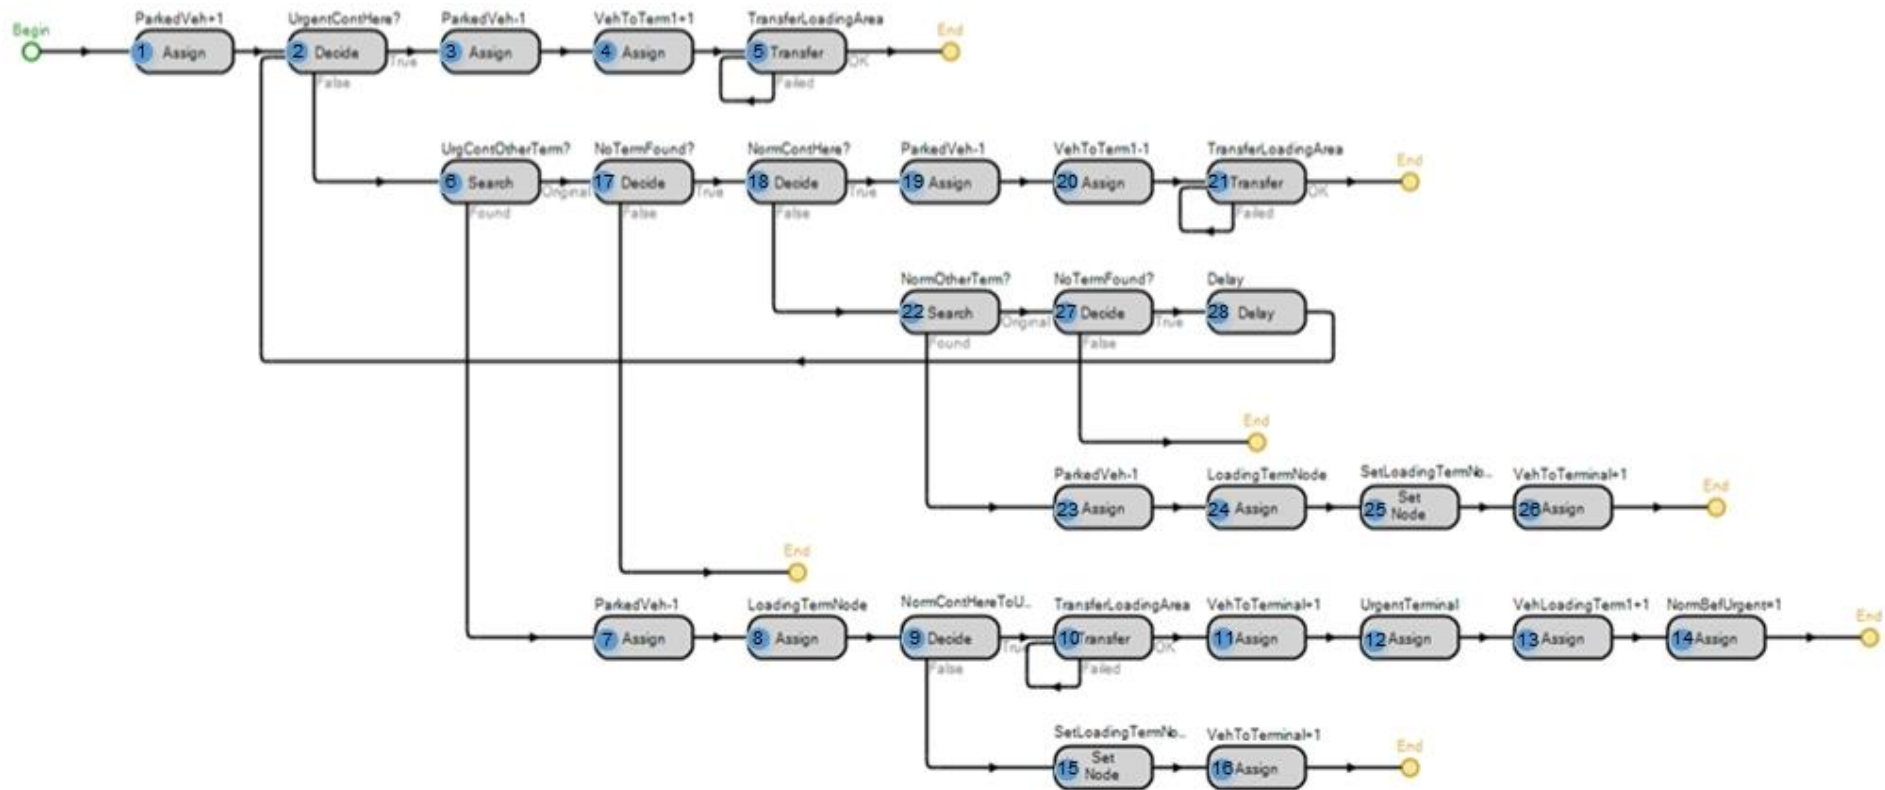 Begin
ParkedVeh+1
1 Assign
UrgentContHere?
2 Decide
True
False
ParkedVeh-1
3 Assign
VehToTerm1+1
4 Assign
TransferLoadingArea
5 Transfer
OK
Failed
End
UrgContOtherTerm?
6 Search
Original
Found
NoTermFound?
17 Decide
True
False
NormContHere?
18 Decide
True
False
ParkedVeh-1
19 Assign
VehToTerm1-1
20 Assign
TransferLoadingArea
21 Transfer
OK
Failed
End
NormOtherTerm?
22 Search
Original
Found
NoTermFound?
27 Decide
True
False
Delay
28 Delay
End
ParkedVeh-1
23 Assign
LoadingTermNode
24 Assign
SetLoadingTermNo..
25 Set
Node
VehToTerminal+1
26 Assign
End
End
ParkedVeh-1
7 Assign
LoadingTermNode
8 Assign
NormContHereToU..
9 Decide
True
False
TransferLoadingArea
10 Transfer
OK
Failed
VehToTerminal+1
11 Assign
UrgentTerminal
12 Assign
VehLoadingTerm1+1
13 Assign
NormBefUrgent=1
14 Assign
End
SetLoadingTermNo..
15 Set
Node
VehToTerminal+1
16 Assign
End